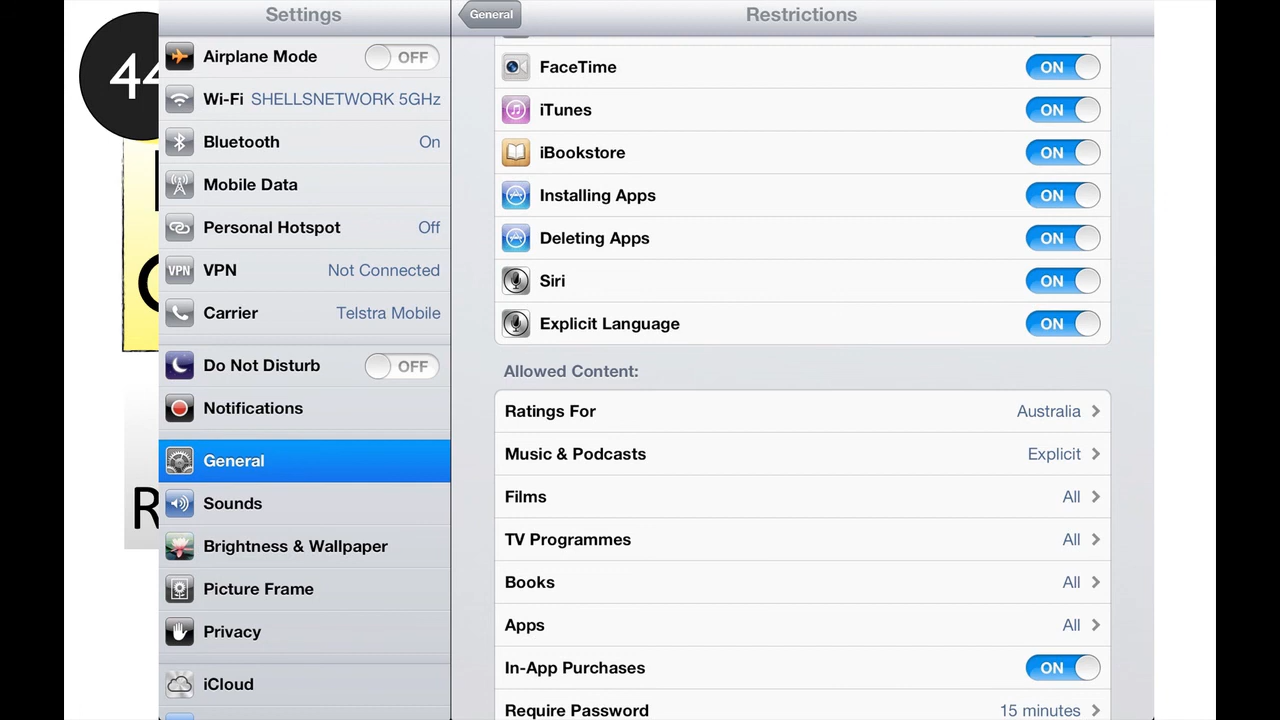 44
Settings
Airplane Mode OFF
Wi-Fi SHELLSNETWORK 5GHz
Bluetooth On
Mobile Data
Personal Hotspot Off
VPN VPN Not Connected
Carrier Telstra Mobile
Do Not Disturb OFF
Notifications
General
Sounds
Brightness & Wallpaper
Picture Frame
Privacy
iCloud
R
General Restrictions
FaceTime ON
iTunes ON
iBookstore ON
Installing Apps ON
Deleting Apps ON
Siri ON
Explicit Language ON
Allowed Content:
Ratings For Australia
Music & Podcasts Explicit
Films All
TV Programmes All
Books All
Apps All
In-App Purchases ON
Require Password 15 minutes